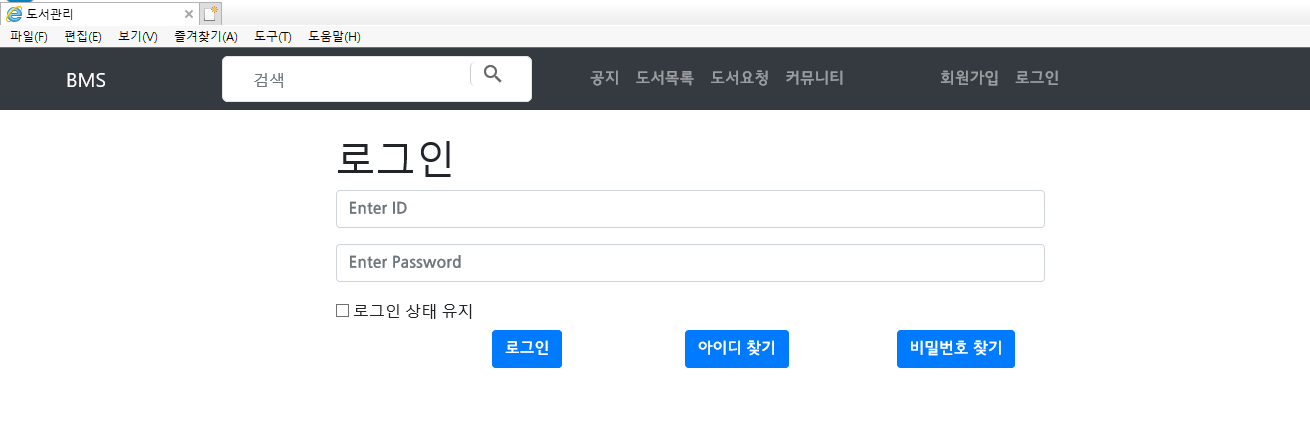 도서관리
파일(F) 편집(E) 보기(V) 즐겨찾기(A) 도구(T) 도움말(H)
BMS 검색 공지 도서목록 도서요청 커뮤니티 회원가입 로그인
로그인
Enter ID
Enter Password
로그인 상태 유지
로그인 아이디 찾기 비밀번호 찾기